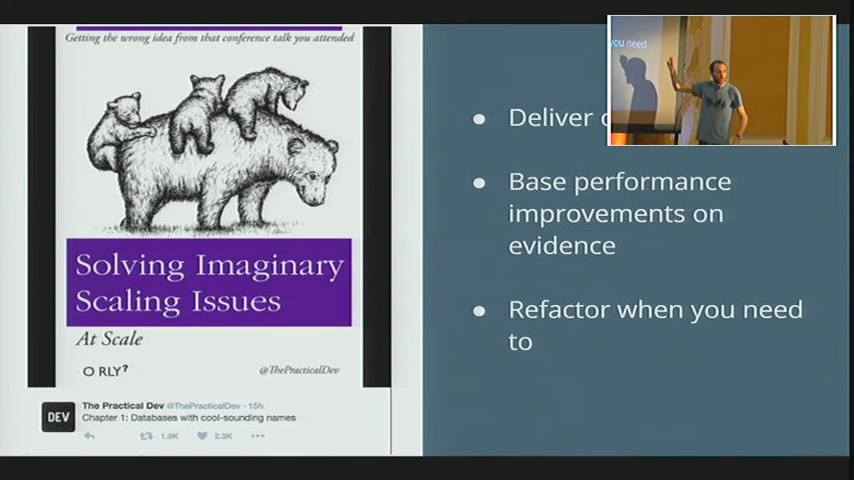 Getting the wrong idea from that conference talk you attended
Solving Imaginary
Scaling Issues
At Scale
O RLY?
@ThePracticalDev
DEV
The Practical Dev @ThePracticalDev · 15h
Chapter 1: Databases with cool-sounding names
1.9K
2.3K
•••
● Deliver
● Base performance
improvements on
evidence
● Refactor when you need
to
you need